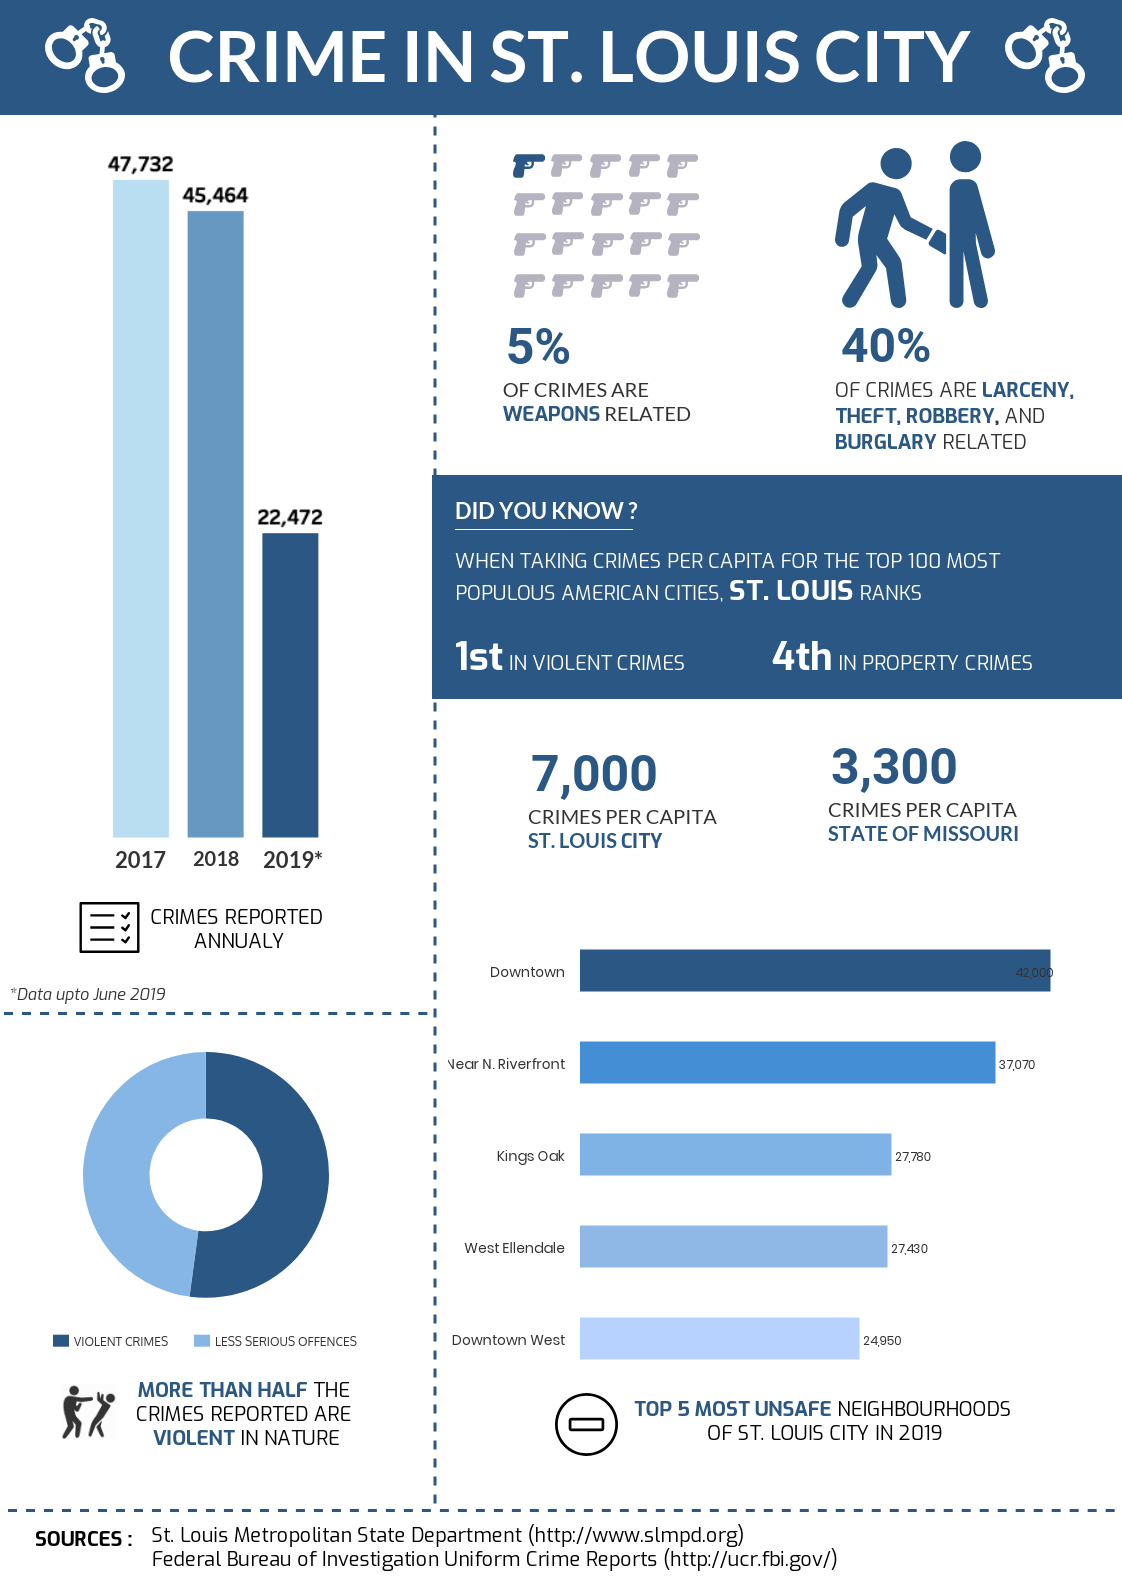 CRIME IN ST. LOUIS CITY
47,732
45,464
22,472
2017 2018 2019*
CRIMES REPORTED
ANNUALY
*Data upto June 2019
5%
OF CRIMES ARE
WEAPONS RELATED
40%
OF CRIMES ARE LARCENY,
THEFT, ROBBERY, AND
BURGLARY RELATED
DID YOU KNOW ?
WHEN TAKING CRIMES PER CAPITA FOR THE TOP 100 MOST
POPULOUS AMERICAN CITIES, ST. LOUIS RANKS
1st IN VIOLENT CRIMES
4th IN PROPERTY CRIMES
7,000
CRIMES PER CAPITA
ST. LOUIS CITY
3,300
CRIMES PER CAPITA
STATE OF MISSOURI
Downtown 42,000
Near N. Riverfront 37,070
Kings Oak 27,780
West Ellendale 27,430
Downtown West 24,950
TOP 5 MOST UNSAFE NEIGHBOURHOODS
OF ST. LOUIS CITY IN 2019
VIOLENT CRIMES LESS SERIOUS OFFENCES
MORE THAN HALF THE
CRIMES REPORTED ARE
VIOLENT IN NATURE
SOURCES : St. Louis Metropolitan State Department (http://www.slmpd.org)
Federal Bureau of Investigation Uniform Crime Reports (http://ucr.fbi.gov/)